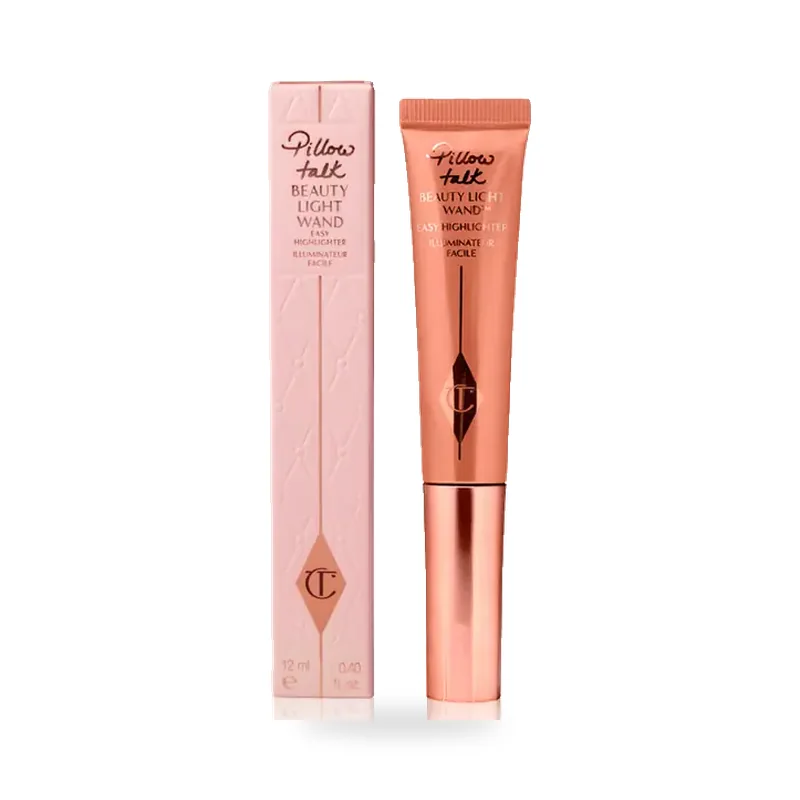 Pillow
talk
BEAUTY
LIGHT
WAND
EASY
HIGHLIGHTER
ILLUMINATEUR
FACILE
CT
12 ml 0.40
e fl. oz.
Pillow
talk
BEAUTY LIGHT
WAND™
EASY HIGHLIGHTER
ILLUMINATEUR
FACILE
CT